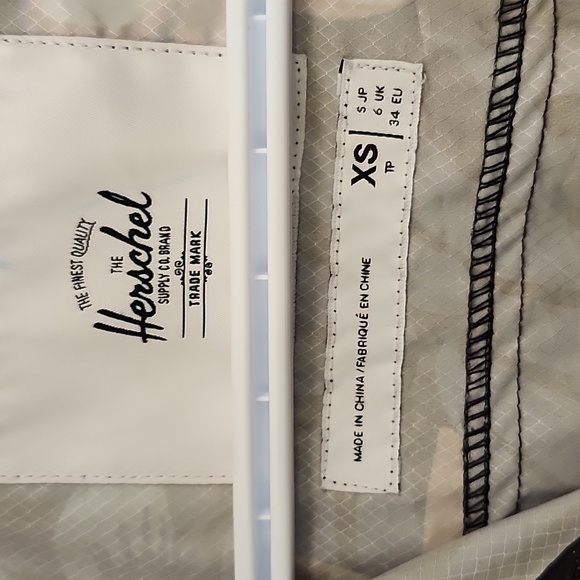 THE FINEST QUALITY
THE
Herschel
SUPPLY CO. BRAND
TRADE MARK
XS
TP
S JP
6 UK
34 EU
MADE IN CHINA/FABRIQUÉ EN CHINE